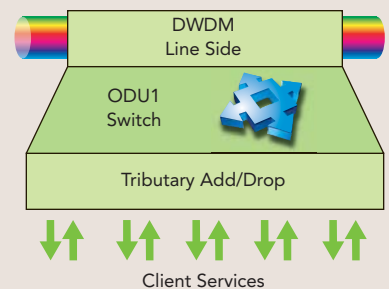 DWDM
Line Side
ODU1
Switch
Tributary Add/Drop
Client Services